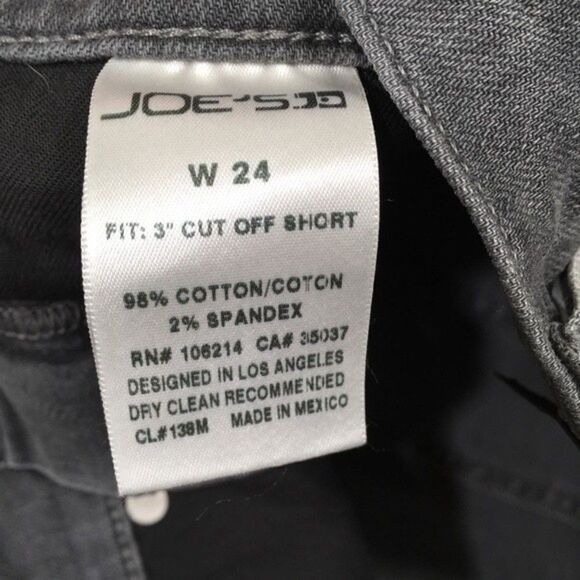 JOE'S
W 24
FIT: 3" CUT OFF SHORT
98% COTTON/COTON
2% SPANDEX
RN# 106214 CA# 35037
DESIGNED IN LOS ANGELES
DRY CLEAN RECOMMENDED
CL#138M MADE IN MEXICO